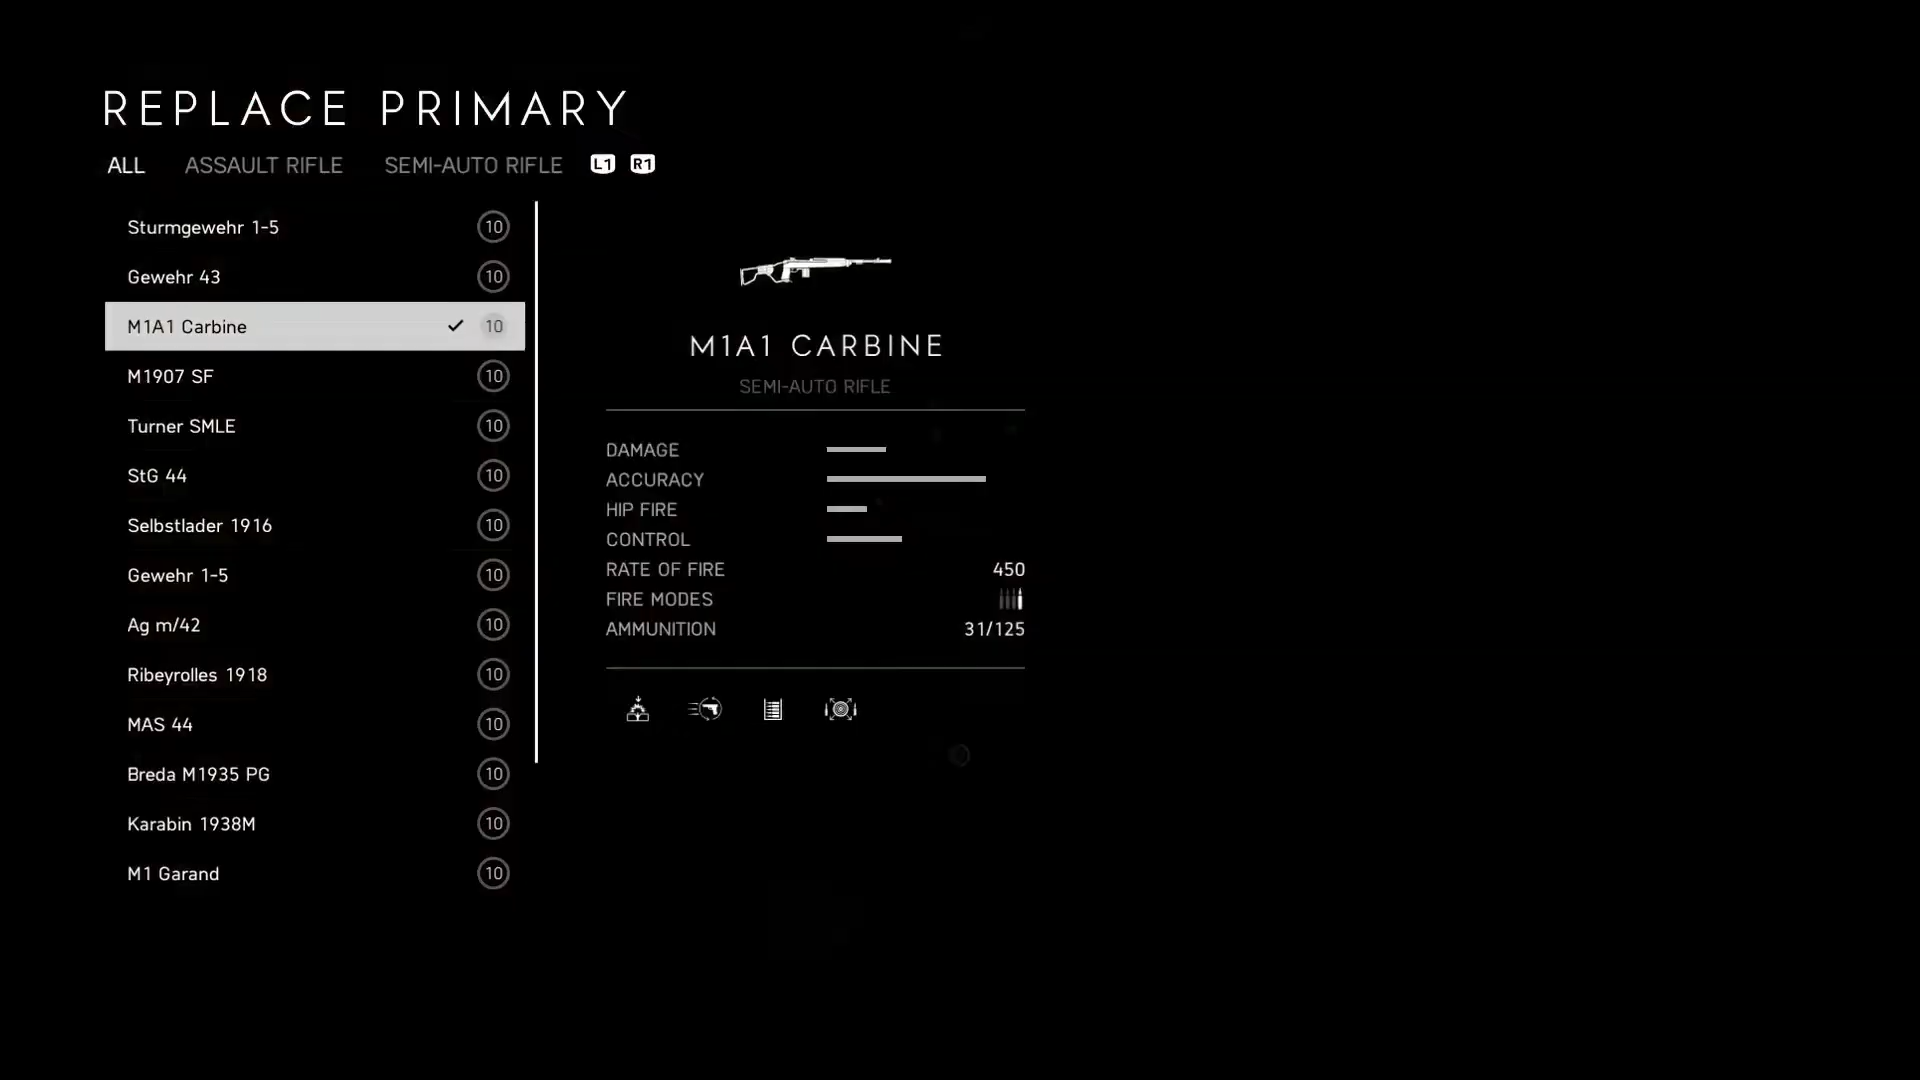 REPLACE PRIMARY
ALL ASSAULT RIFLE SEMI-AUTO RIFLE L1 R1
Sturmgewehr 1-5 10
Gewehr 43 10
M1A1 Carbine 10
M1907 SF 10
Turner SMLE 10
StG 44 10
Selbstlader 1916 10
Gewehr 1-5 10
Ag m/42 10
Ribeyrolles 1918 10
MAS 44 10
Breda M1935 PG 10
Karabin 1938M 10
M1 Garand 10
M1A1 CARBINE
SEMI-AUTO RIFLE
DAMAGE
ACCURACY
HIP FIRE
CONTROL
RATE OF FIRE 450
FIRE MODES
AMMUNITION 31/125